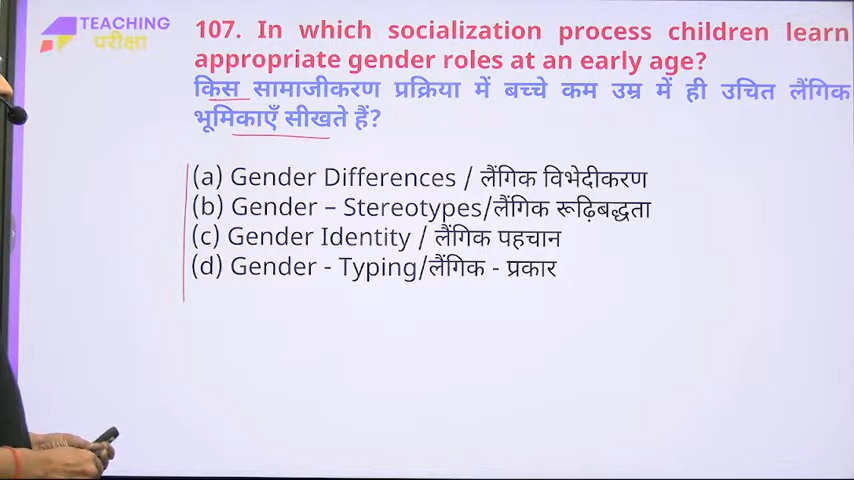 TEACHING
परीक्षा
107. In which socialization process children learn
appropriate gender roles at an early age?
किस सामाजीकरण प्रक्रिया में बच्चे कम उम्र में ही उचित लैंगिक
भूमिकाएँ सीखते हैं?
(a) Gender Differences / लैंगिक विभेदीकरण
(b) Gender – Stereotypes/लैंगिक रूढ़िबद्धता
(c) Gender Identity / लैंगिक पहचान
(d) Gender - Typing/लैंगिक - प्रकार